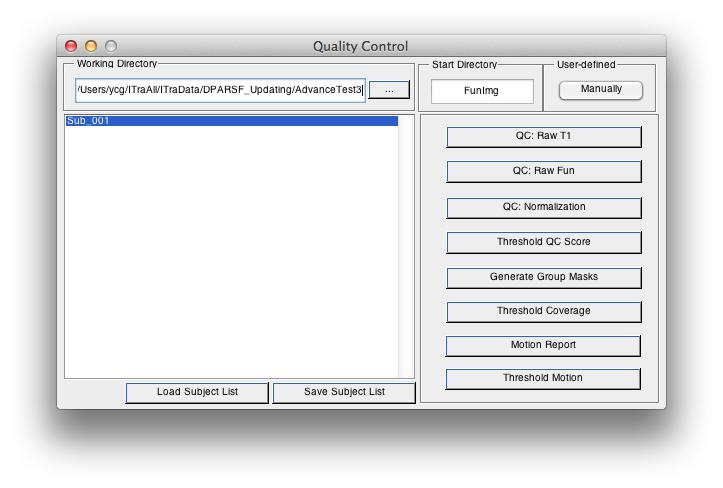 Quality Control
Working Directory
/Users/ycg/ITraAll/ITraData/DPARSF_Updating/AdvanceTest3
...
Start Directory
FunImg
User-defined
Manually
Sub_001
QC: Raw T1
QC: Raw Fun
QC: Normalization
Threshold QC Score
Generate Group Masks
Threshold Coverage
Motion Report
Threshold Motion
Load Subject List
Save Subject List